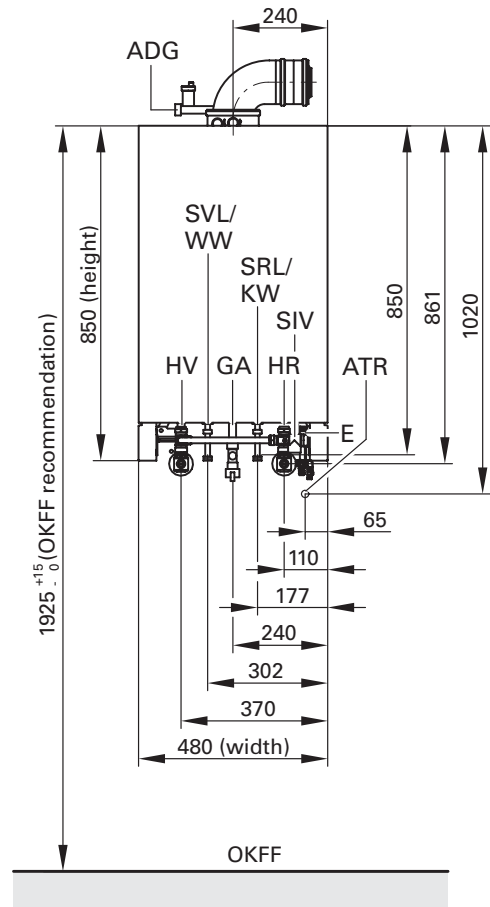 240
ADG
SVL/
WW
SRL/
KW
SIV
HV
GA
HR
ATR
E
850 (height)
850
861
1020
1925 +15 - 0 (OKFF recommendation)
65
110
177
240
302
370
480 (width)
OKFF